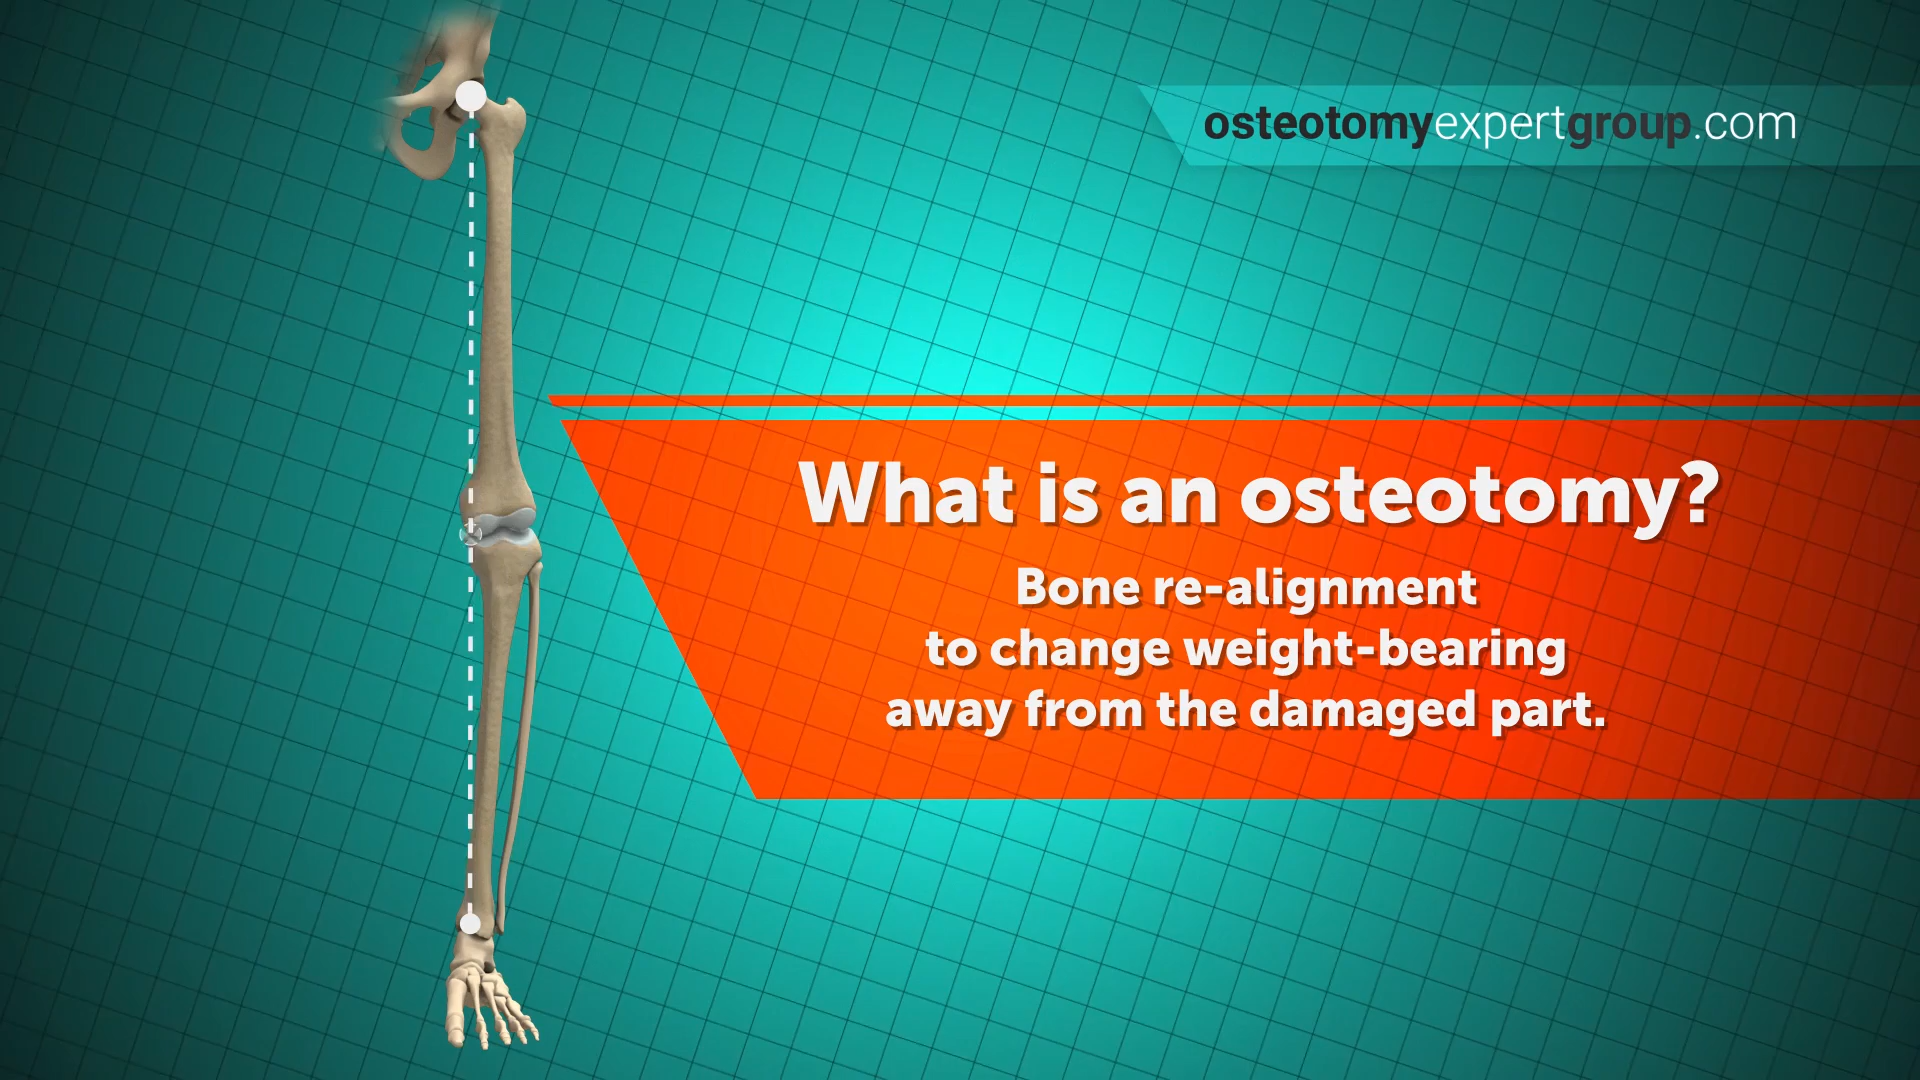 osteotomyexpertgroup.com
What is an osteotomy?
Bone re-alignment
to change weight-bearing
away from the damaged part.